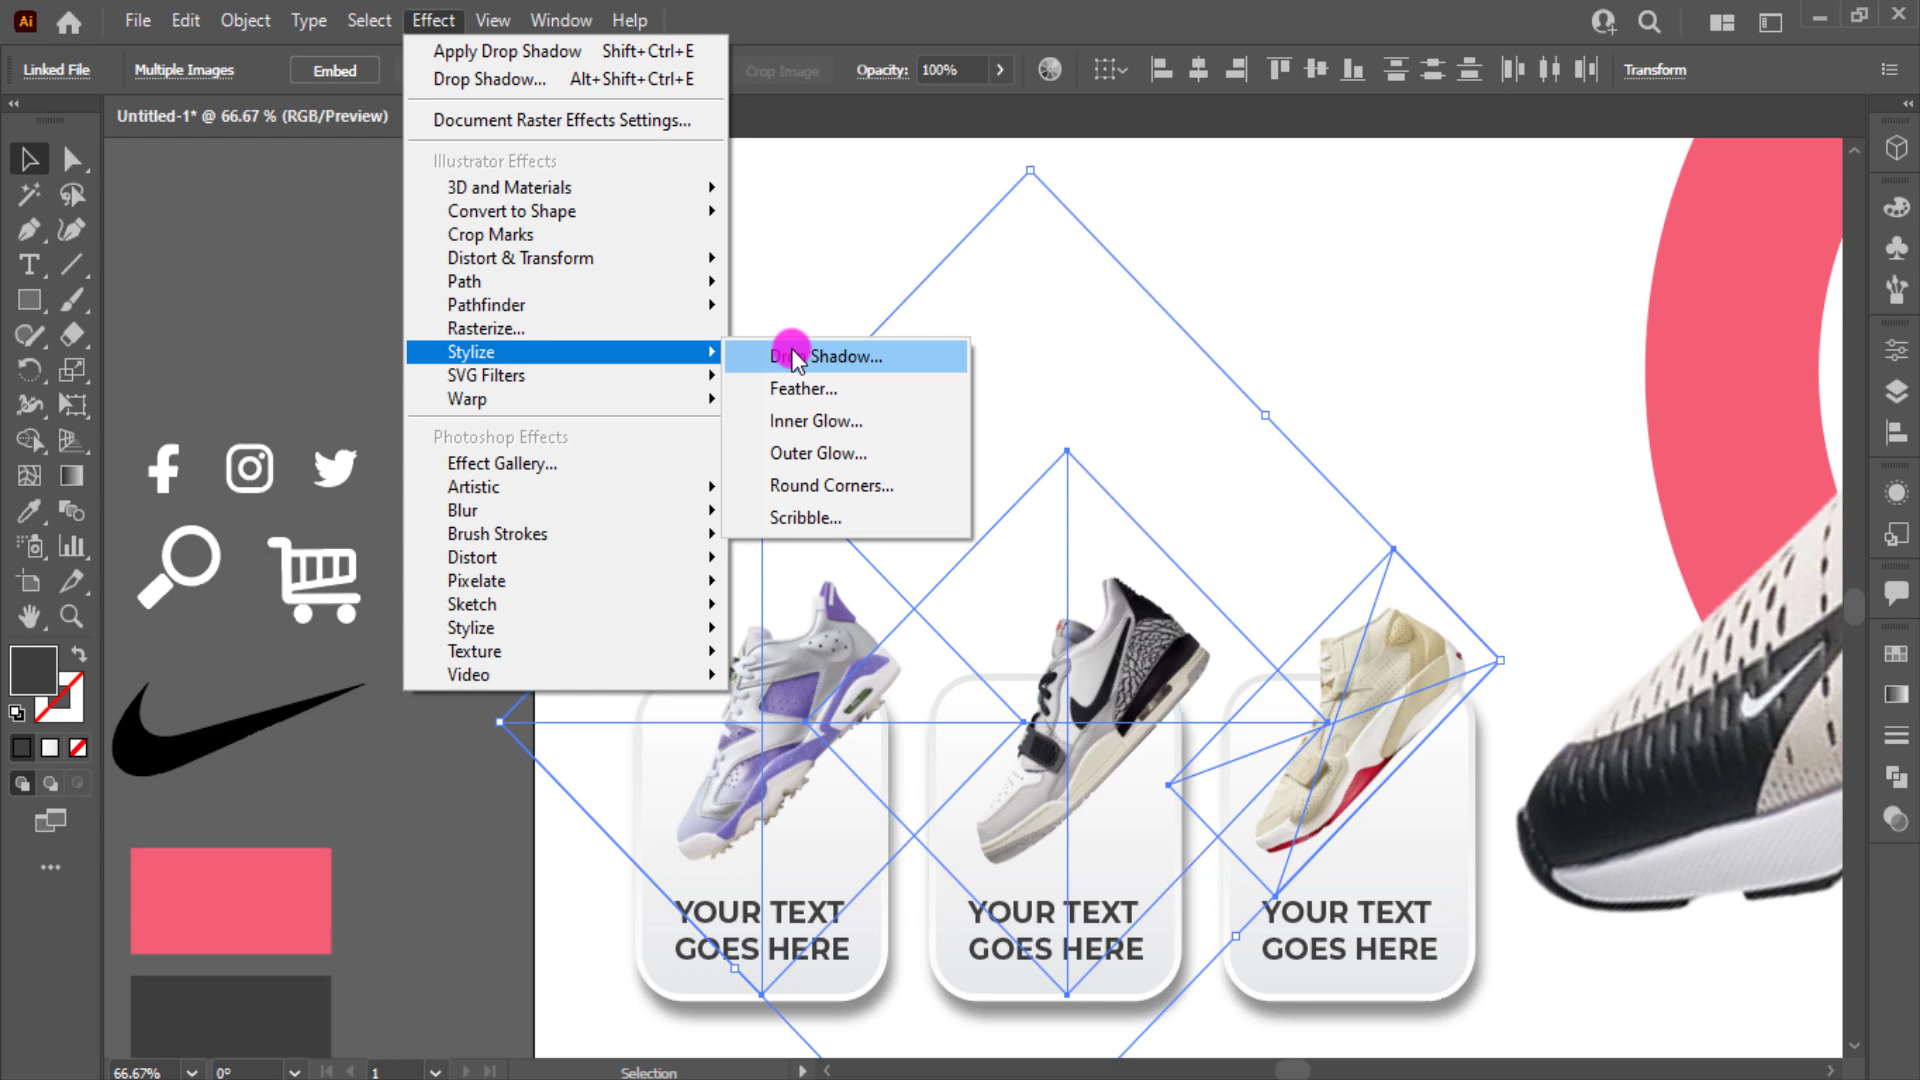 Ai
File Edit Object Type Select Effect View Window Help
Linked File Multiple Images Embed Crop Image Opacity: 100% Transform
Untitled-1* @ 66.67 % (RGB/Preview)
Apply Drop Shadow Shift+Ctrl+E
Drop Shadow... Alt+Shift+Ctrl+E
Document Raster Effects Settings...
Illustrator Effects
3D and Materials
Convert to Shape
Crop Marks
Distort & Transform
Path
Pathfinder
Rasterize...
Stylize
SVG Filters
Warp
Photoshop Effects
Effect Gallery...
Artistic
Blur
Brush Strokes
Distort
Pixelate
Sketch
Stylize
Texture
Video
Drop Shadow...
Feather...
Inner Glow...
Outer Glow...
Round Corners...
Scribble...
YOUR TEXT
GOES HERE
YOUR TEXT
GOES HERE
YOUR TEXT
GOES HERE
66.67% 0° 1 Selection